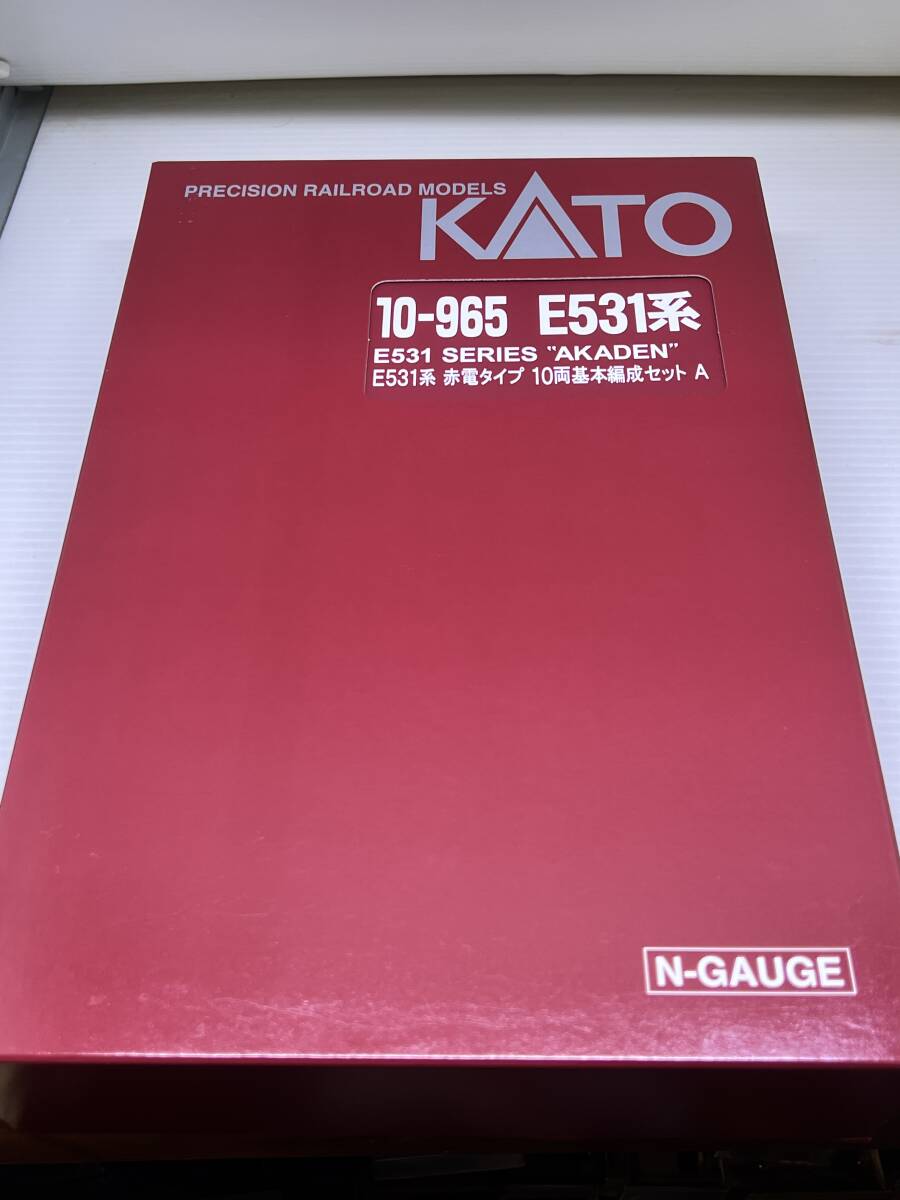 PRECISION RAILROAD MODELS
KATO
10-965 E531系
E531 SERIES "AKADEN"
E531系 赤電タイプ 10両基本編成セット A
N-GAUGE